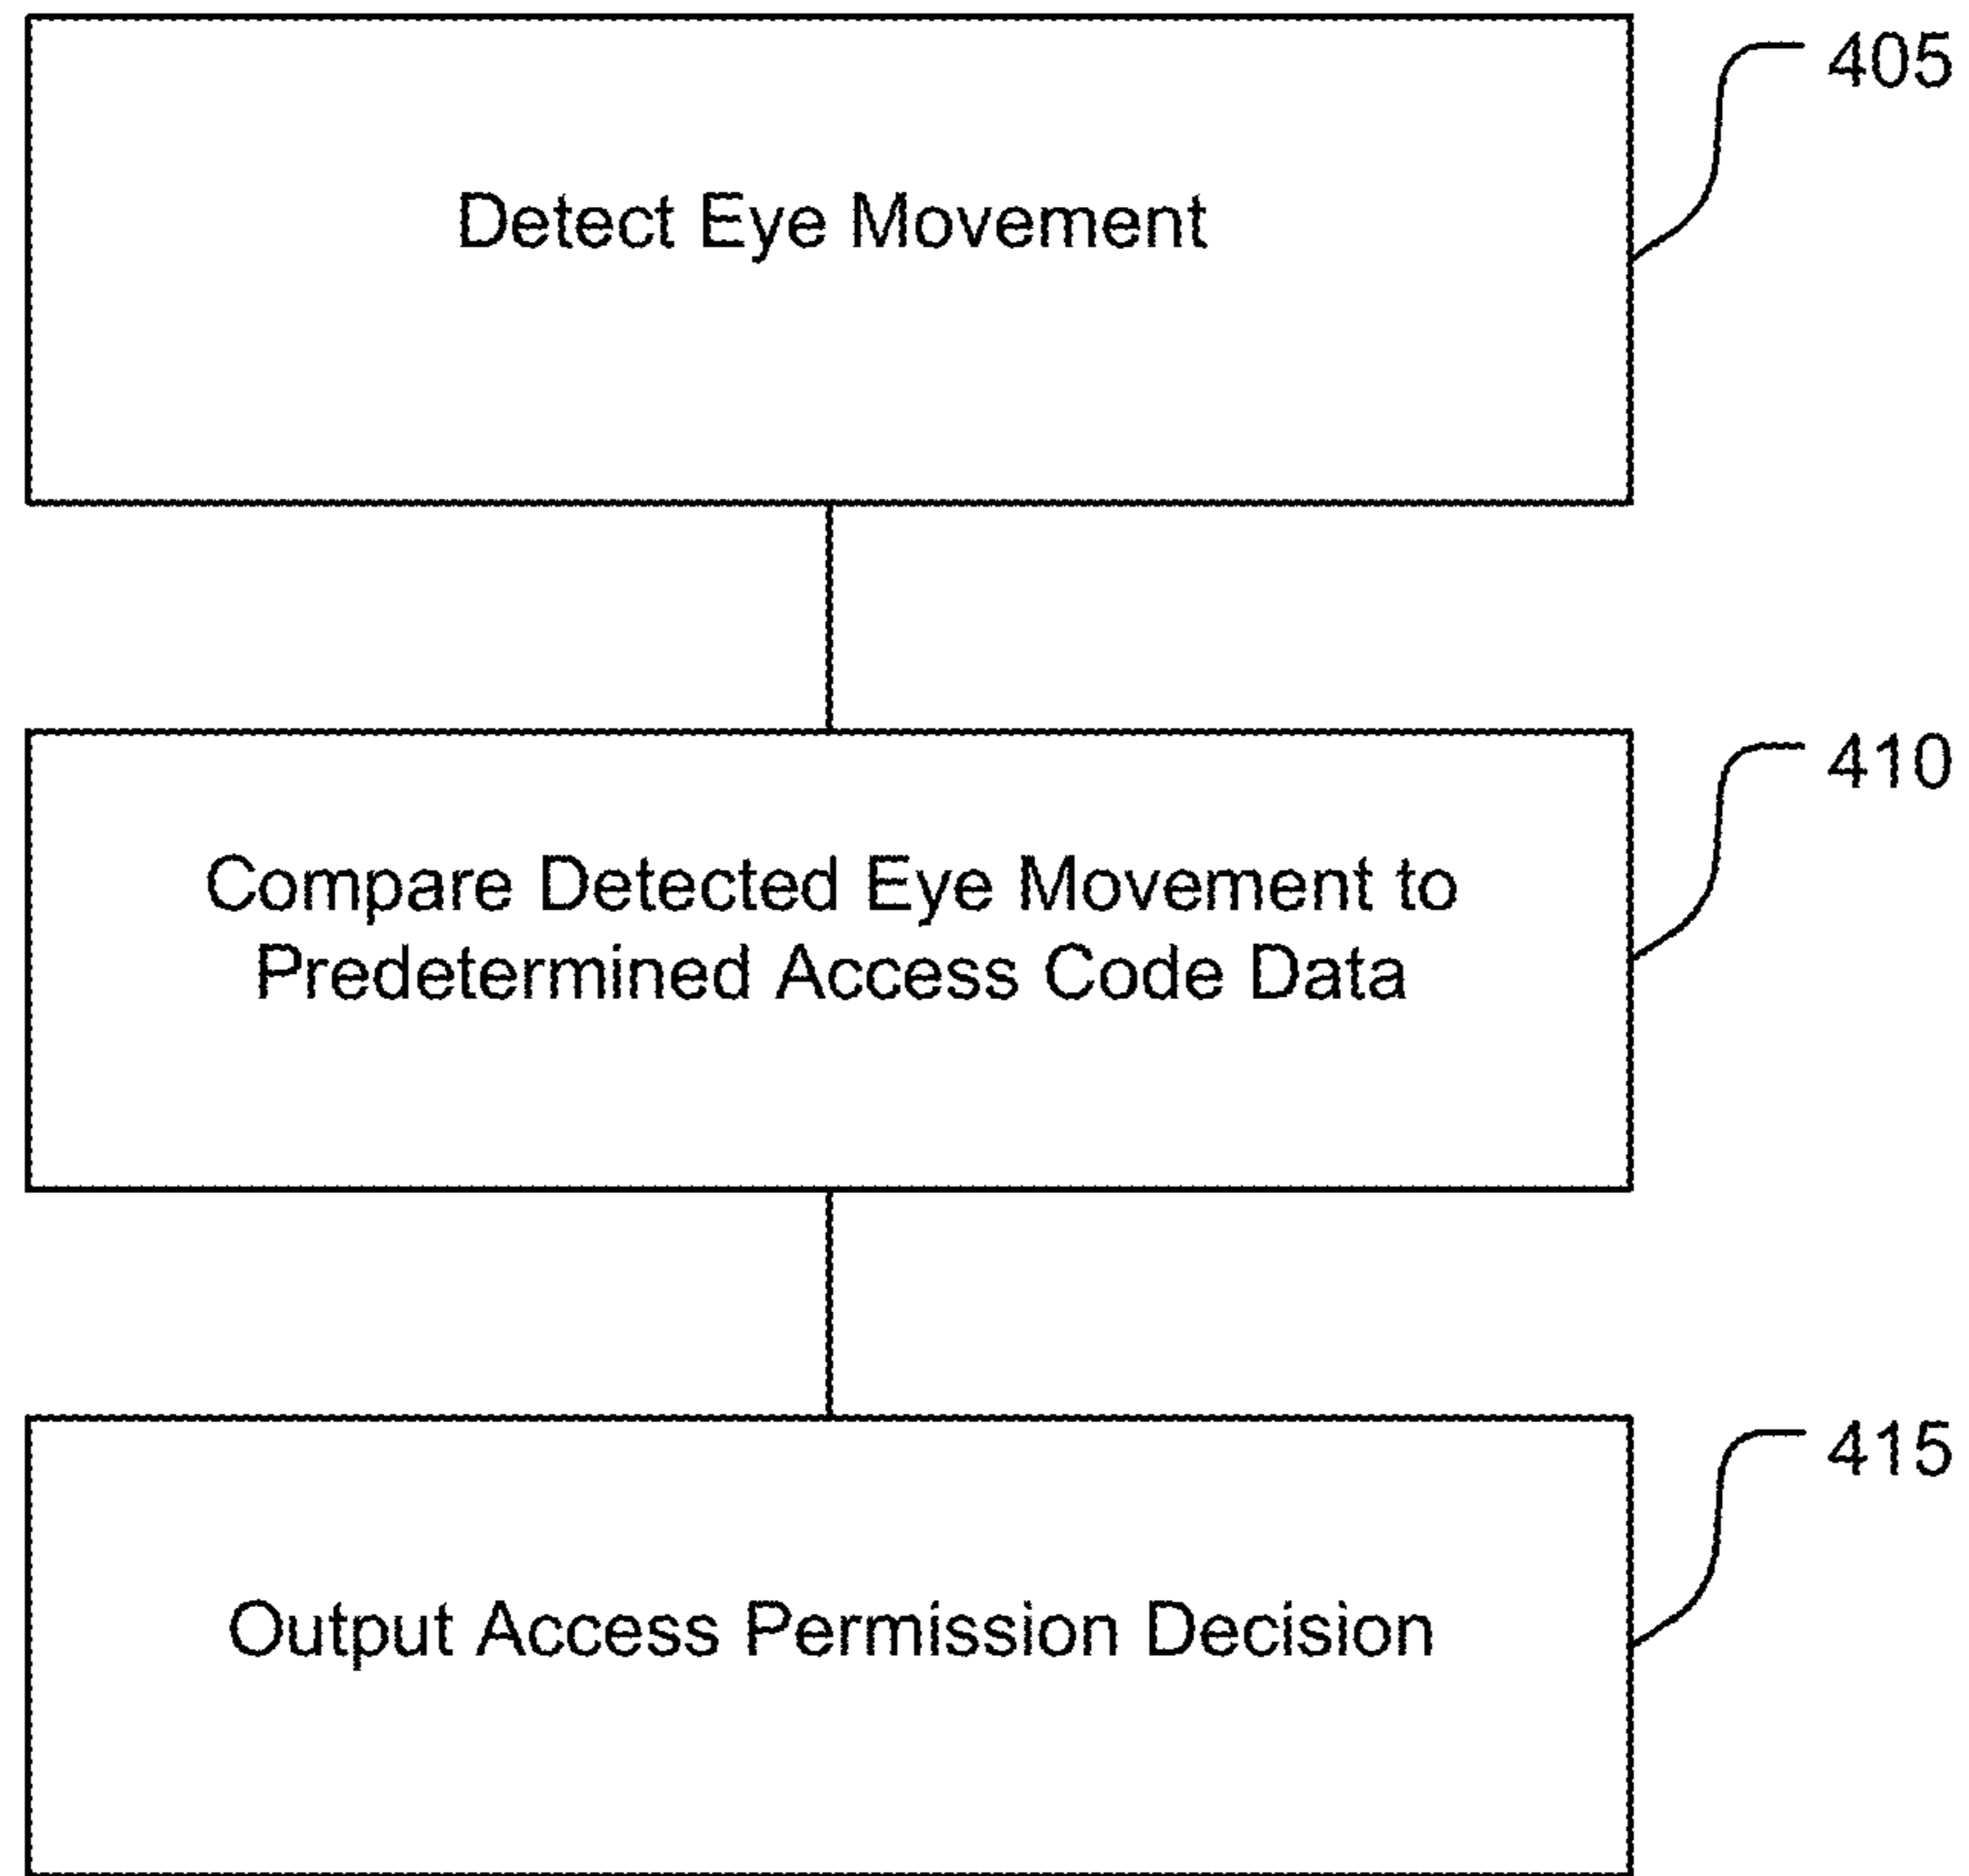 405
Detect Eye Movement
410
Compare Detected Eye Movement to
Predetermined Access Code Data
415
Output Access Permission Decision